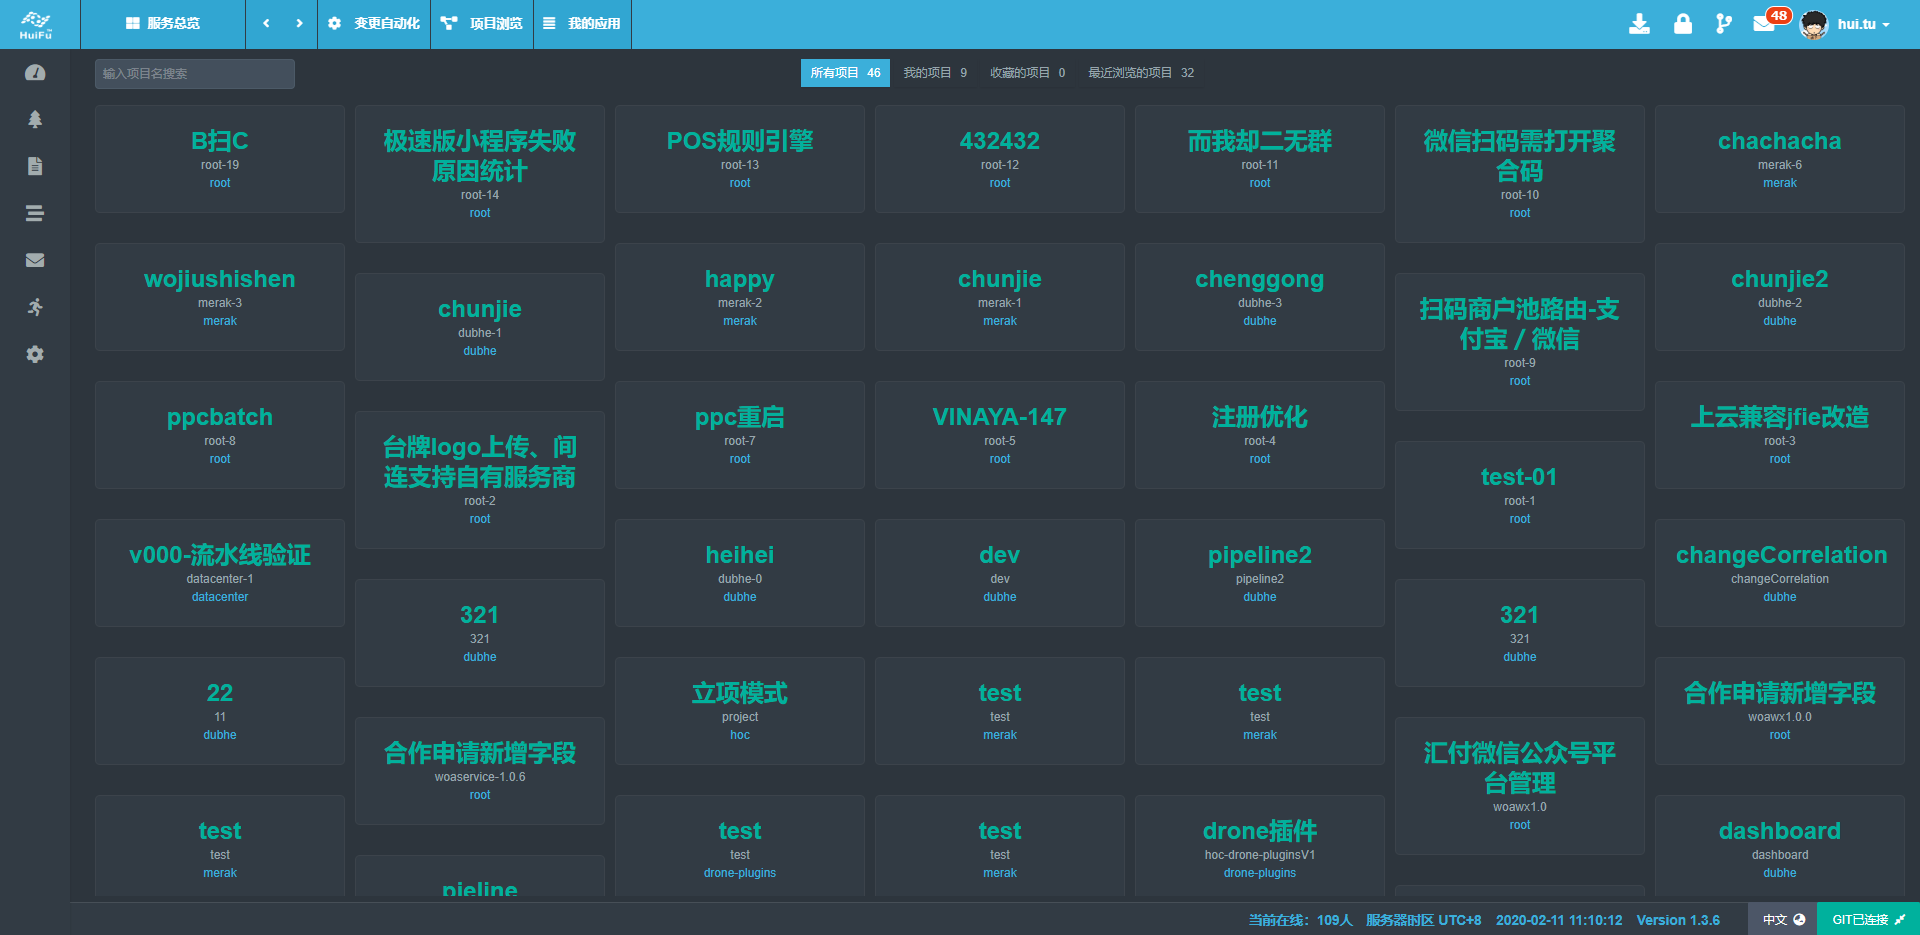 HuiFu
服务总览
变更自动化
项目浏览
我的应用
48
hui.tu
输入项目名搜索
所有项目 46
我的项目 9
收藏的项目 0
最近浏览的项目 32
B扫C
root-19
root
极速版小程序失败
原因统计
root-14
root
POS规则引擎
root-13
root
432432
root-12
root
而我却二无群
root-11
root
微信扫码需打开聚
合码
root-10
root
chachacha
merak-6
merak
wojiushishen
merak-3
merak
chunjie
dubhe-1
dubhe
happy
merak-2
merak
chunjie
merak-1
merak
chenggong
dubhe-3
dubhe
扫码商户池路由-支
付宝 / 微信
root-9
root
chunjie2
dubhe-2
dubhe
ppcbatch
root-8
root
台牌logo上传、间
连支持自有服务商
root-2
root
ppc重启
root-7
root
VINAYA-147
root-5
root
注册优化
root-4
root
test-01
root-1
root
上云兼容jfie改造
root-3
root
v000-流水线验证
datacenter-1
datacenter
321
321
dubhe
heihei
dubhe-0
dubhe
dev
dev
dubhe
pipeline2
pipeline2
dubhe
321
321
dubhe
changeCorrelation
changeCorrelation
dubhe
22
11
dubhe
合作申请新增字段
woaservice-1.0.6
root
立项模式
project
hoc
test
test
merak
test
test
merak
汇付微信公众号平
台管理
woawx1.0
root
合作申请新增字段
woawx1.0.0
root
test
test
merak
pieline
test
test
drone-plugins
test
test
merak
drone插件
hoc-drone-pluginsV1
drone-plugins
dashboard
dashboard
dubhe
当前在线：109人 服务器时区 UTC+8 2020-02-11 11:10:12 Version 1.3.6
中文
GIT已连接